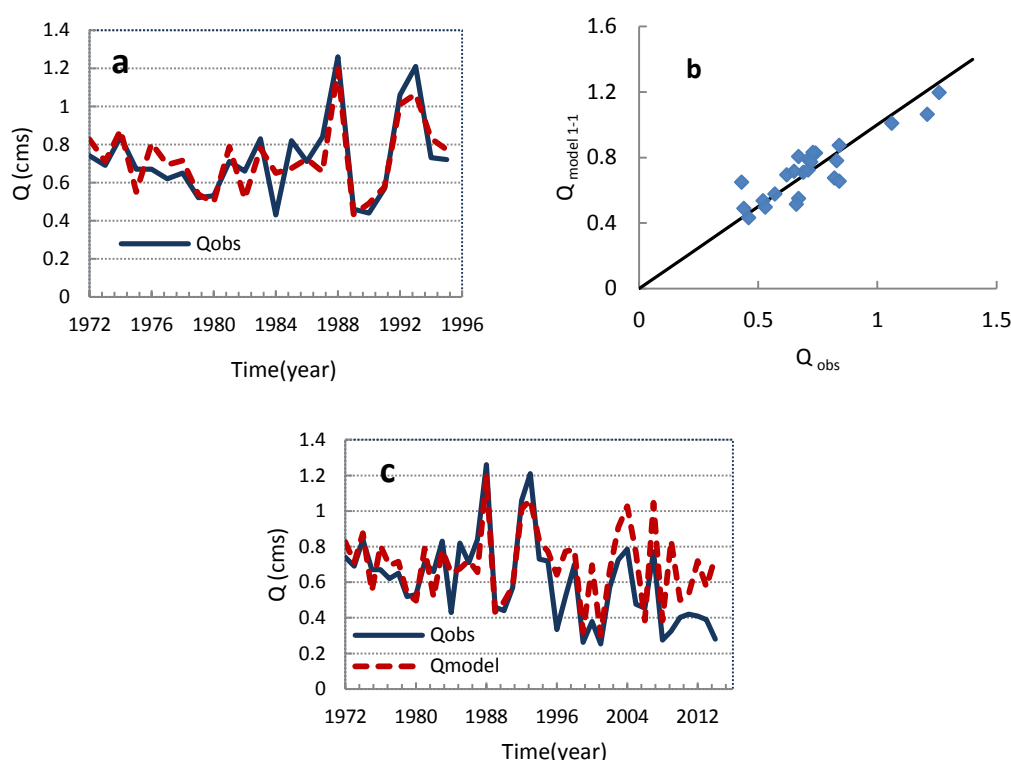 a
1.4
1.2
1
0.8
0.6
0.4
0.2
0
Q (cms)
Qobs
1972 1976 1980 1984 1988 1992 1996
Time(year)
b
1.6
1.2
0.8
0.4
0
Q model 1-1
0 0.5 1 1.5
Q obs
c
1.4
1.2
1
0.8
0.6
0.4
0.2
0
Q (cms)
Qobs
Qmodel
1972 1980 1988 1996 2004 2012
Time(year)